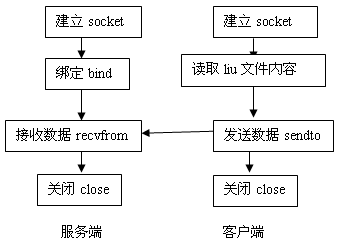 建立 socket
绑定 bind
接收数据 recvfrom
关闭 close
服务端
建立 socket
读取 liu 文件内容
发送数据 sendto
关闭 close
客户端